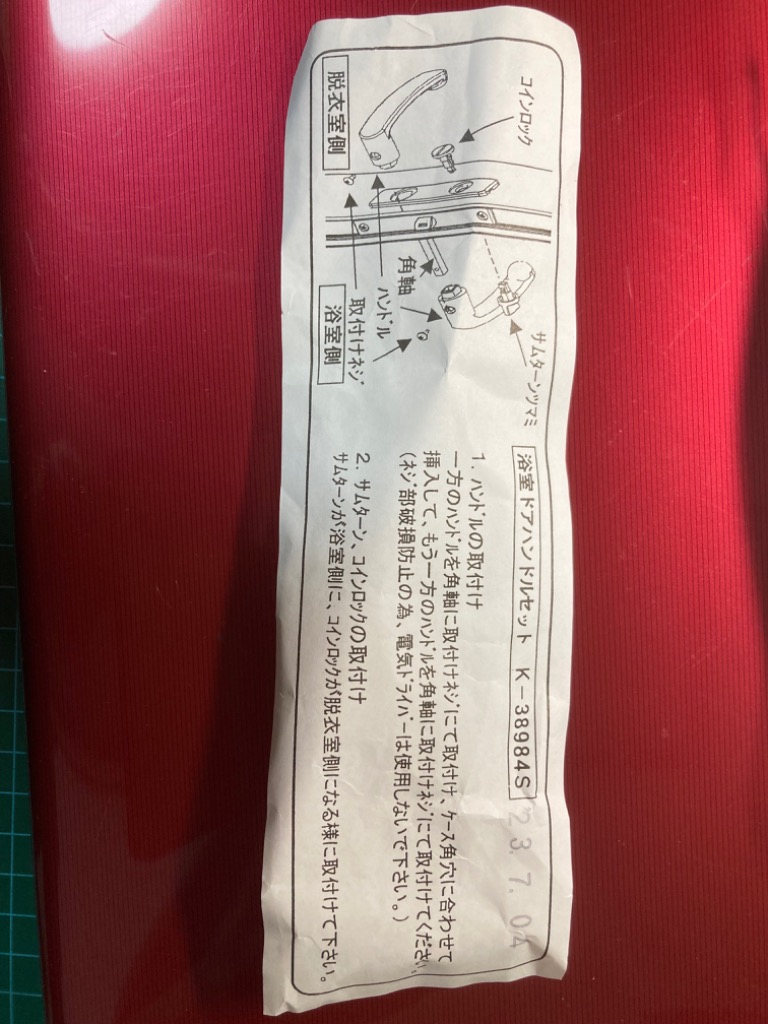 コインロック
脱衣室側
角軸
ハンドル
取付けネジ
浴室側
サムターンツマミ
浴室ドアハンドルセット K-38984S
'23.7.04
1. ハンドルの取付け
一方のハンドルを角軸に取付けネジにて取付け、ケース角穴に合わせて
挿入して、もう一方のハンドルを角軸に取付けネジにて取付けてください。
(ネジ部破損防止の為、電気ドライバーは使用しないで下さい。)
2. サムターン、コインロックの取付け
サムターンが浴室側に、コインロックが脱衣室側になる様に取付けて下さい。